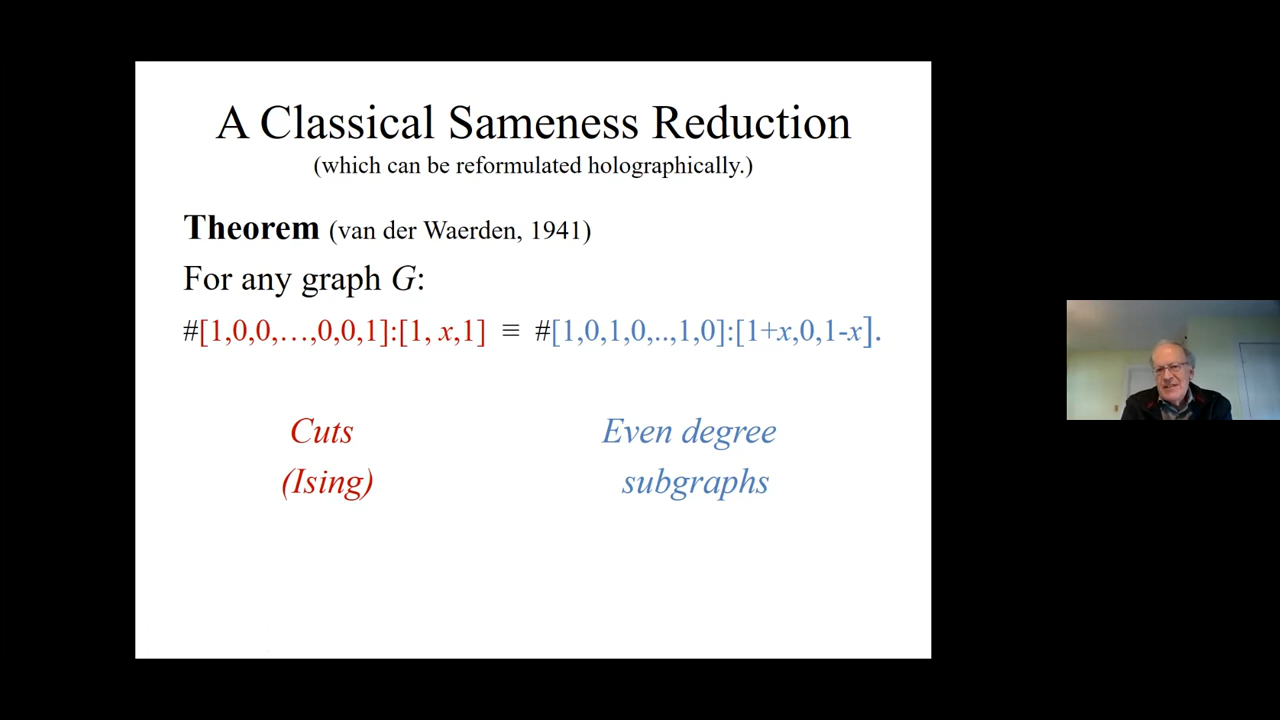 A Classical Sameness Reduction
(which can be reformulated holographically.)
Theorem (van der Waerden, 1941)
For any graph G:
#[1,0,0,…,0,0,1]:[1, x,1] ≡ #[1,0,1,0,..,1,0]:[1+x,0,1-x].
Cuts Even degree
(Ising) subgraphs